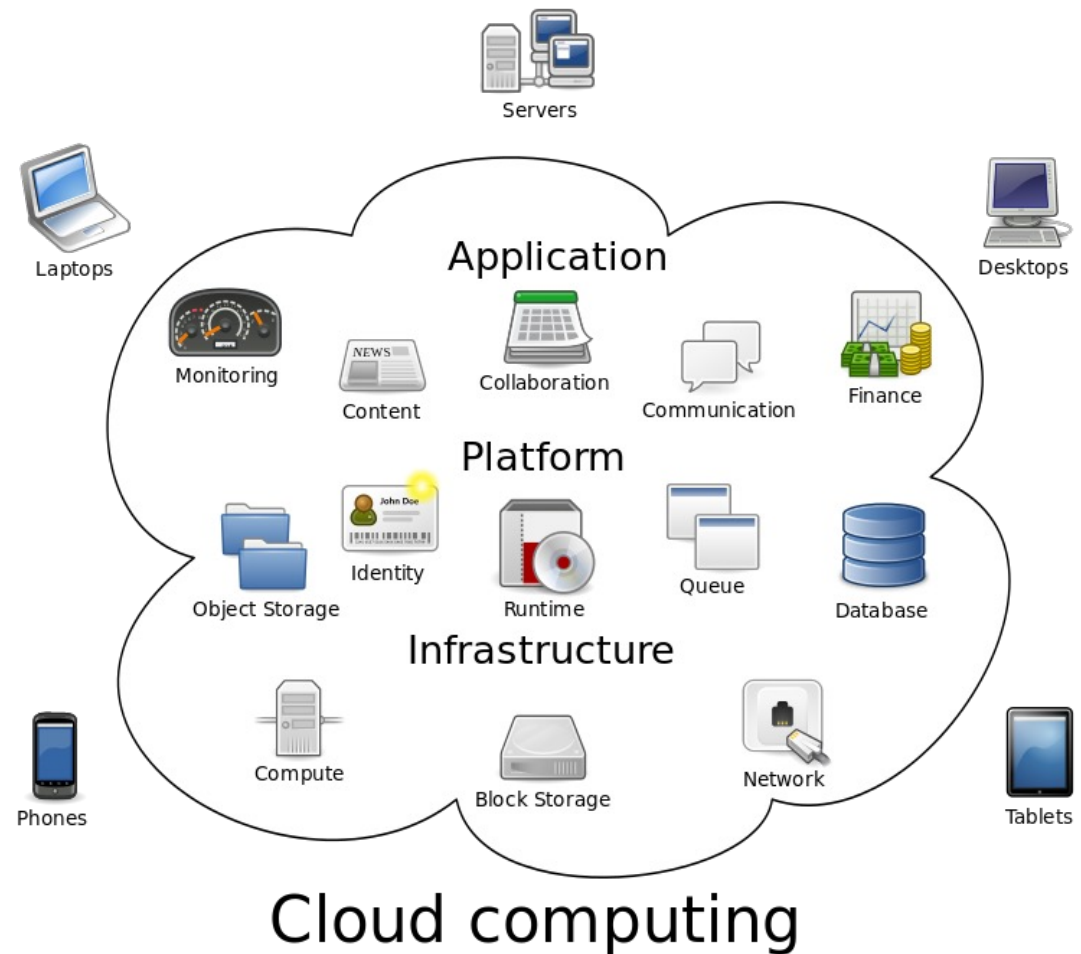 Servers
Laptops
Desktops
Application
Monitoring
NEWS
Content
Collaboration
Communication
Finance
Platform
Object Storage
John Doe
Identity
Runtime
Queue
Database
Infrastructure
Compute
Block Storage
Network
Phones
Tablets
Cloud computing